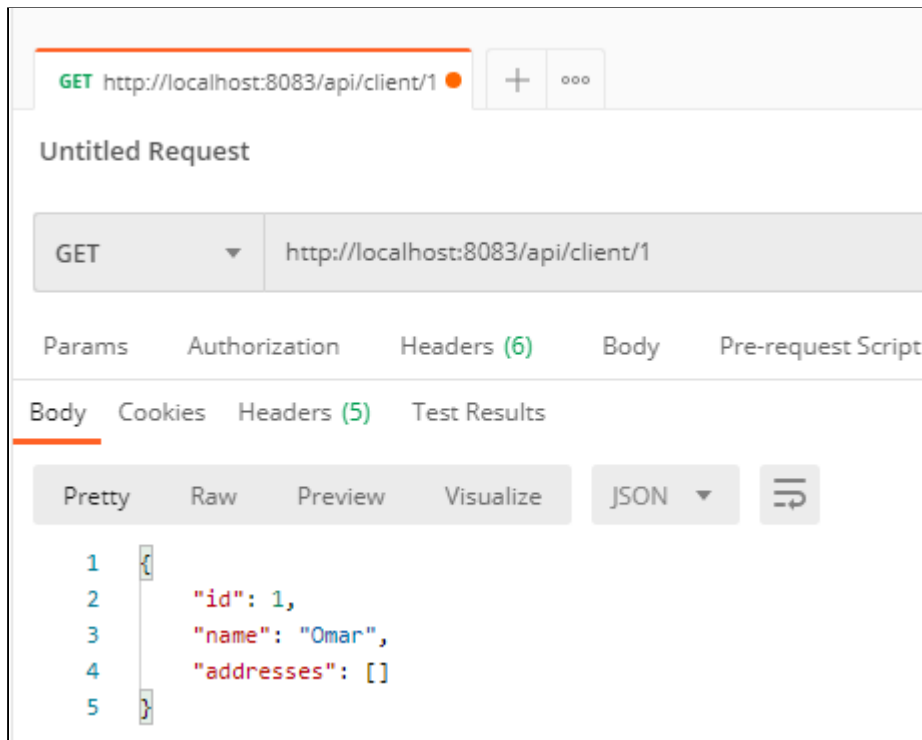 GET http://localhost:8083/api/client/1
Untitled Request
GET http://localhost:8083/api/client/1
Params Authorization Headers (6) Body Pre-request Script
Body Cookies Headers (5) Test Results
Pretty Raw Preview Visualize JSON
1 {
2 "id": 1,
3 "name": "Omar",
4 "addresses": []
5 }